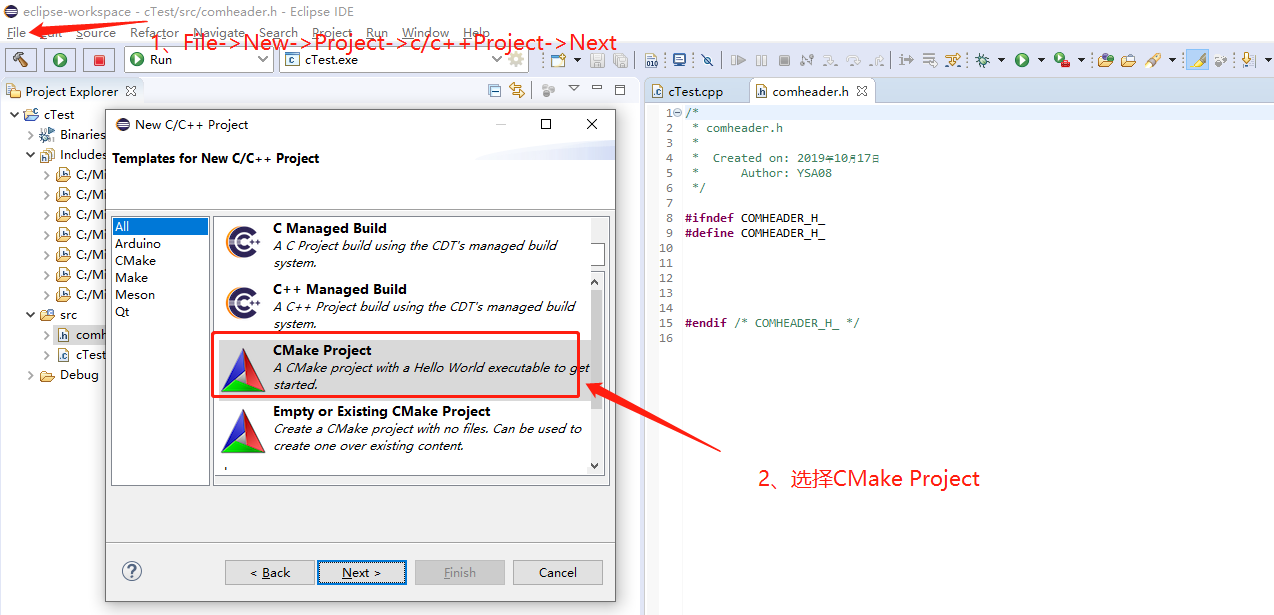 eclipse-workspace - cTest/src/comheader.h - Eclipse IDE
File Edit Source Refactor Navigate Search Project Run Window Help
1、File->New->Project->c/c++Project->Next
Run
cTest.exe
Project Explorer
cTest
Binaries
Includes
C:/Mi
C:/Mi
C:/Mi
C:/Mi
C:/Mi
C:/Mi
C:/Mi
src
comh
cTest
Debug
New C/C++ Project
Templates for New C/C++ Project
All
Arduino
CMake
Make
Meson
Qt
C Managed Build
A C Project build using the CDT's managed build
system.
C++ Managed Build
A C++ Project build using the CDT's managed build
system.
CMake Project
A CMake project with a Hello World executable to get
started.
Empty or Existing CMake Project
Create a CMake project with no files. Can be used to
create one over existing content.
< Back
Next >
Finish
Cancel
cTest.cpp
comheader.h
1 /*
2 * comheader.h
3 *
4 * Created on: 2019年10月17日
5 * Author: YSA08
6 */
7
8 #ifndef COMHEADER_H_
9 #define COMHEADER_H_
10
11
12
13
14
15 #endif /* COMHEADER_H_ */
16
2、选择CMake Project